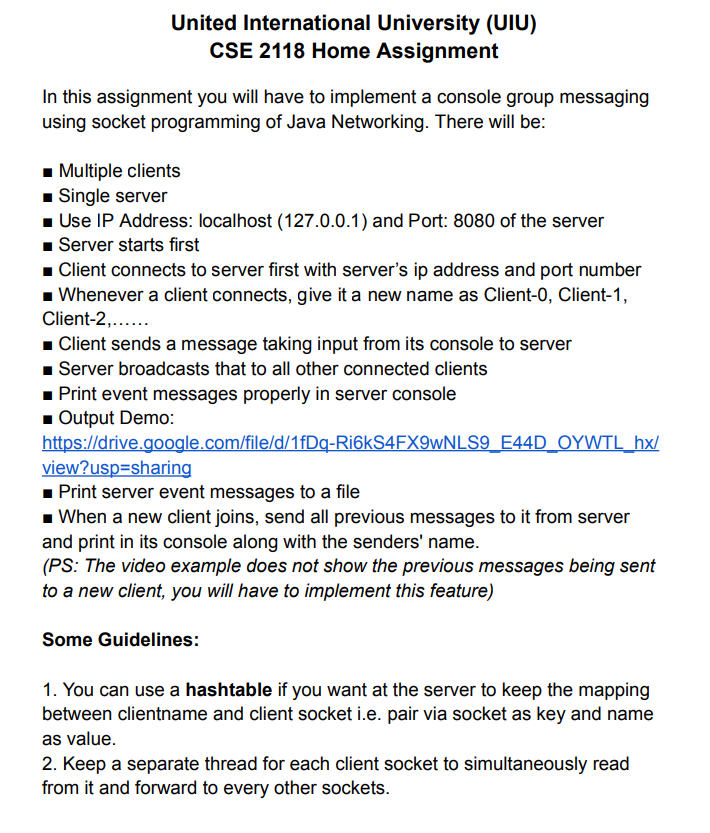 United International University (UIU)
CSE 2118 Home Assignment
In this assignment you will have to implement a console group messaging
using socket programming of Java Networking. There will be:
■ Multiple clients
■ Single server
■ Use IP Address: localhost (127.0.0.1) and Port: 8080 of the server
■ Server starts first
■ Client connects to server first with server’s ip address and port number
■ Whenever a client connects, give it a new name as Client-0, Client-1,
Client-2,……
■ Client sends a message taking input from its console to server
■ Server broadcasts that to all other connected clients
■ Print event messages properly in server console
■ Output Demo:
https://drive.google.com/file/d/1fDq-Ri6kS4FX9wNLS9_E44D_OYWTL_hx/
view?usp=sharing
■ Print server event messages to a file
■ When a new client joins, send all previous messages to it from server
and print in its console along with the senders' name.
(PS: The video example does not show the previous messages being sent
to a new client, you will have to implement this feature)
Some Guidelines:
1. You can use a hashtable if you want at the server to keep the mapping
between clientname and client socket i.e. pair via socket as key and name
as value.
2. Keep a separate thread for each client socket to simultaneously read
from it and forward to every other sockets.